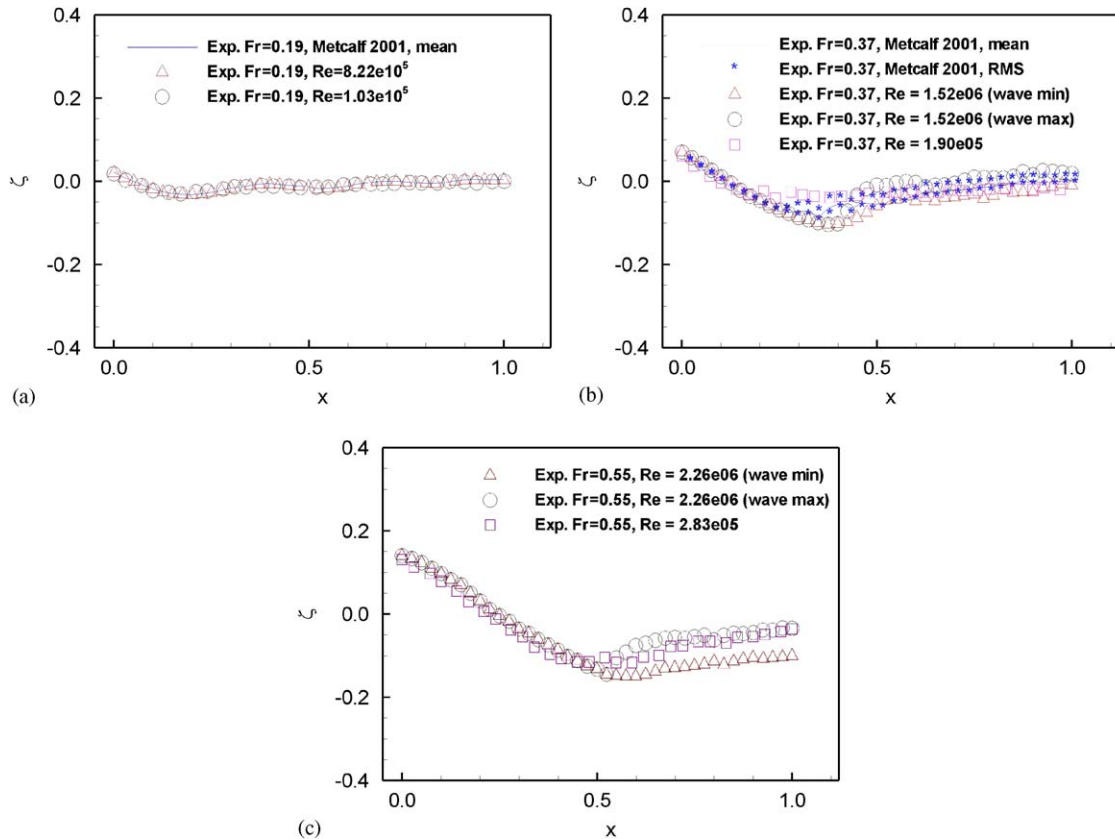 0.4
Exp. Fr=0.19, Metcalf 2001, mean
Exp. Fr=0.19, Re=8.22e10⁵
Exp. Fr=0.19, Re=1.03e10⁵
0.2
ζ
0.0
-0.2
-0.4
0.0 0.5 1.0
(a)
x
0.4
Exp. Fr=0.37, Metcalf 2001, mean
Exp. Fr=0.37, Metcalf 2001, RMS
Exp. Fr=0.37, Re = 1.52e06 (wave min)
Exp. Fr=0.37, Re = 1.52e06 (wave max)
Exp. Fr=0.37, Re = 1.90e05
0.2
ζ
0.0
-0.2
-0.4
0.0 0.5 1.0
(b)
x
0.4
Exp. Fr=0.55, Re = 2.26e06 (wave min)
Exp. Fr=0.55, Re = 2.26e06 (wave max)
Exp. Fr=0.55, Re = 2.83e05
0.2
ζ
0.0
-0.2
-0.4
0.0 0.5 1.0
(c)
x